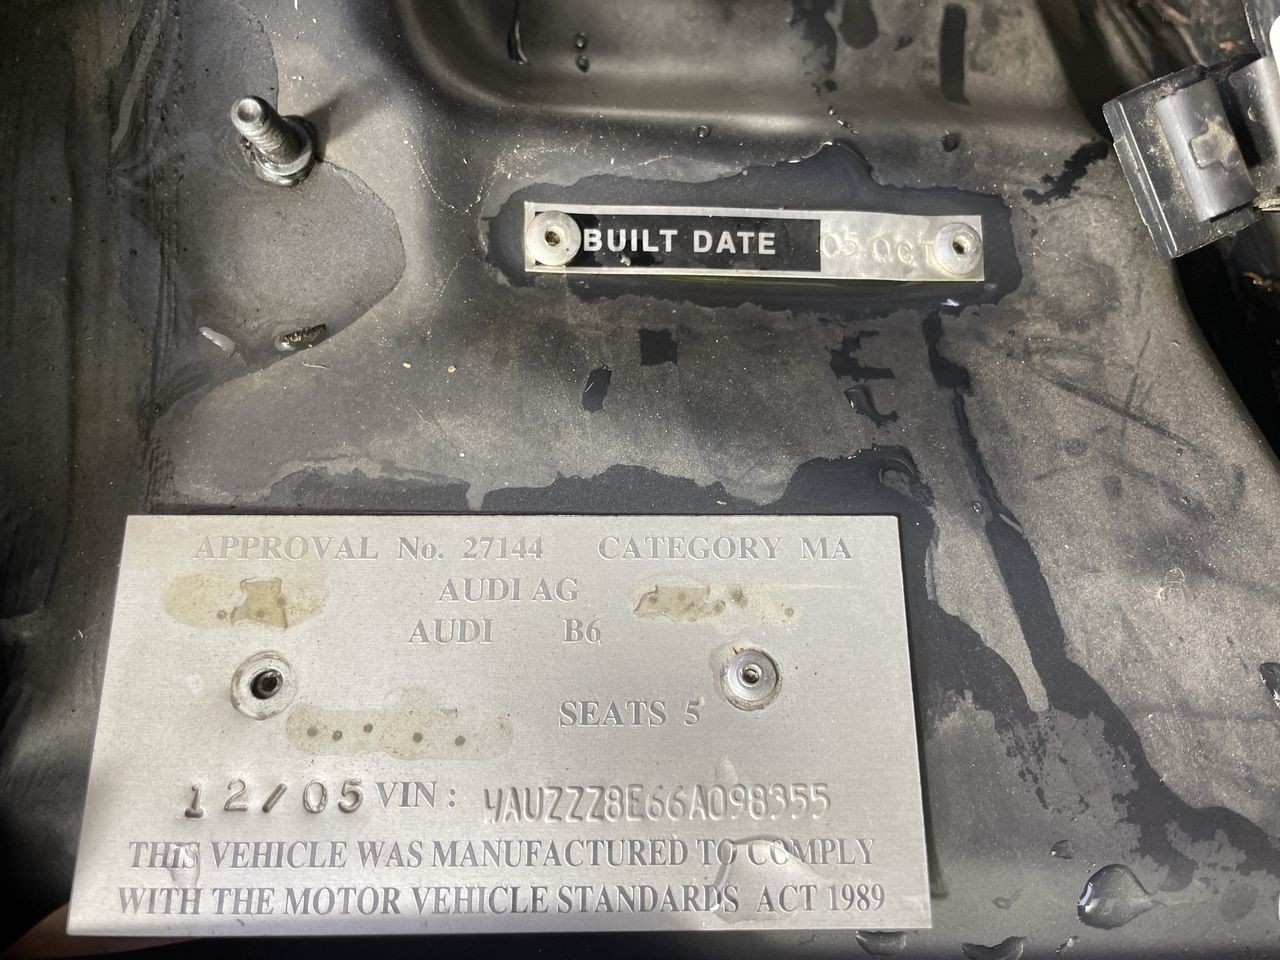 BUILT DATE 05 OCT
APPROVAL No. 27144 CATEGORY MA
AUDI AG
AUDI B6
SEATS 5
12/05 VIN: WAUZZZ8E66A098355
THIS VEHICLE WAS MANUFACTURED TO COMPLY
WITH THE MOTOR VEHICLE STANDARDS ACT 1989